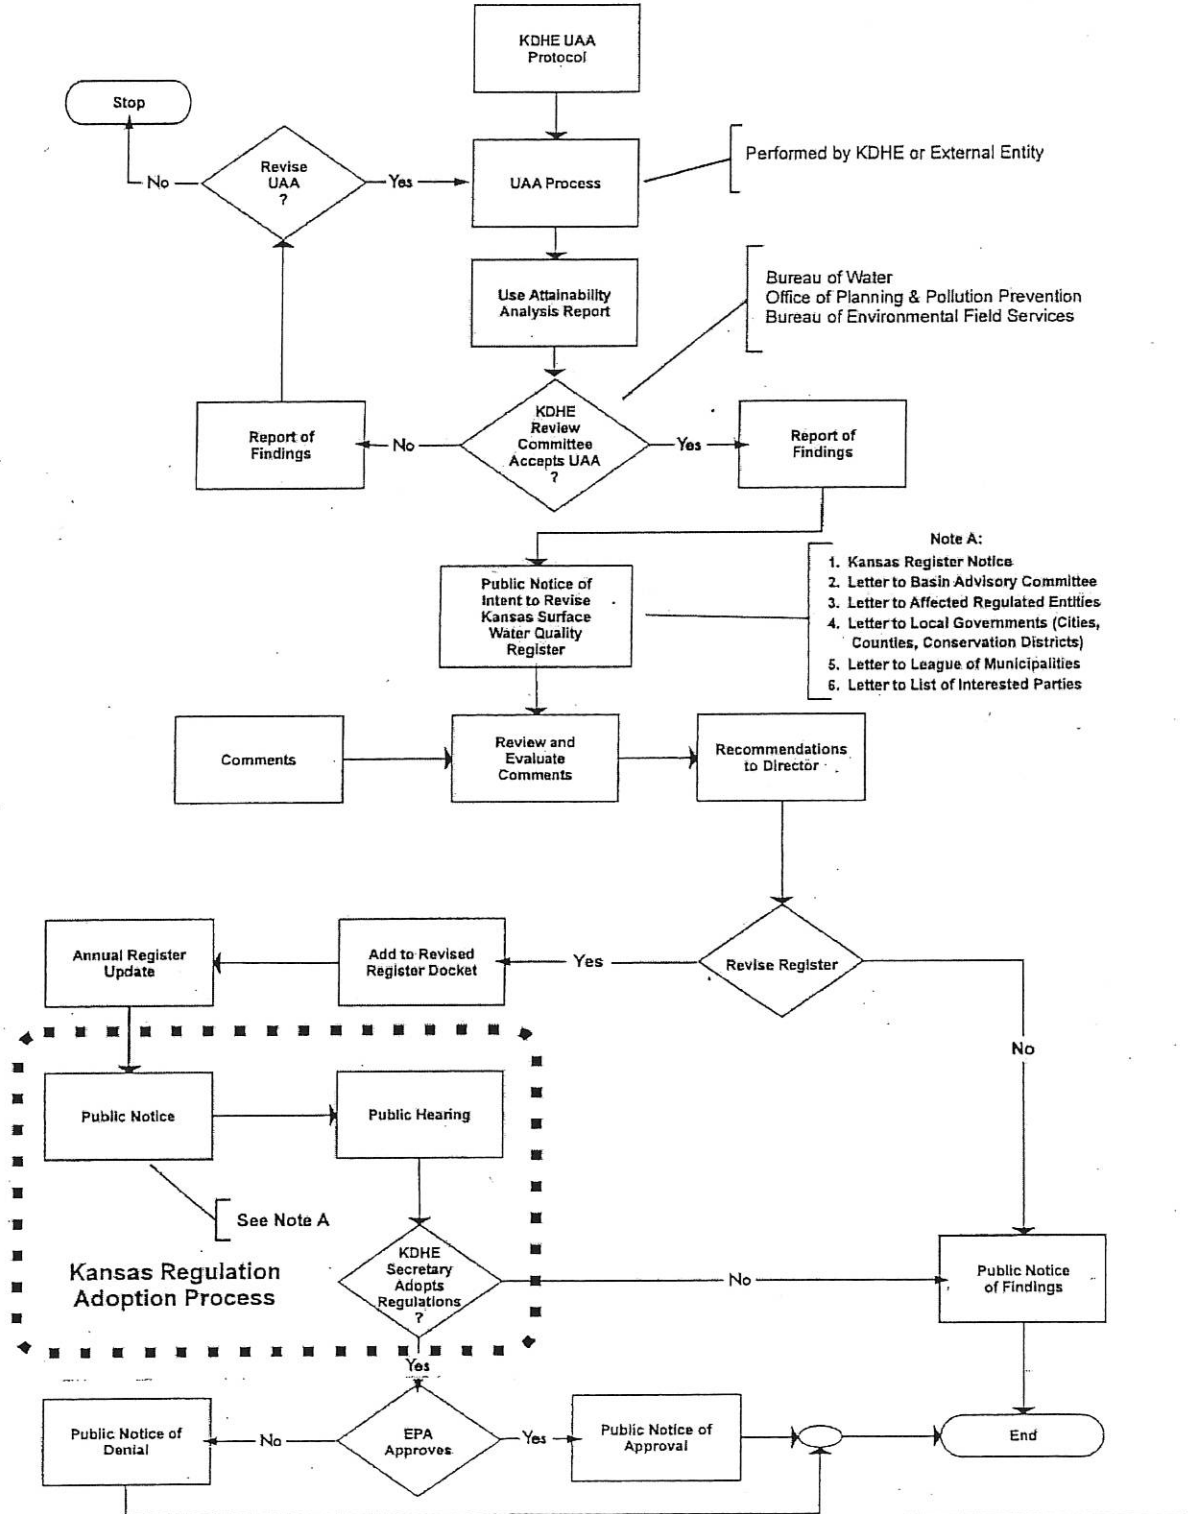 KDHE UAA
Protocol
Stop
Revise
UAA
?
No
Yes
UAA Process
Performed by KDHE or External Entity
Use Attainability
Analysis Report
Bureau of Water
Office of Planning & Pollution Prevention
Bureau of Environmental Field Services
KDHE
Review
Committee
Accepts UAA
?
Report of
Findings
No
Yes
Report of
Findings
Public Notice of
Intent to Revise
Kansas Surface
Water Quality
Register
Note A:
1. Kansas Register Notice
2. Letter to Basin Advisory Committee
3. Letter to Affected Regulated Entities
4. Letter to Local Governments (Cities,
Counties, Conservation Districts)
5. Letter to League of Municipalities
6. Letter to List of Interested Parties
Comments
Review and
Evaluate
Comments
Recommendations
to Director
Annual Register
Update
Add to Revised
Register Docket
Yes
Revise Register
No
Public Notice
Public Hearing
See Note A
Kansas Regulation
Adoption Process
KDHE
Secretary
Adopts
Regulations
?
No
Public Notice
of Findings
Yes
Public Notice of
Denial
No
EPA
Approves
Yes
Public Notice of
Approval
End